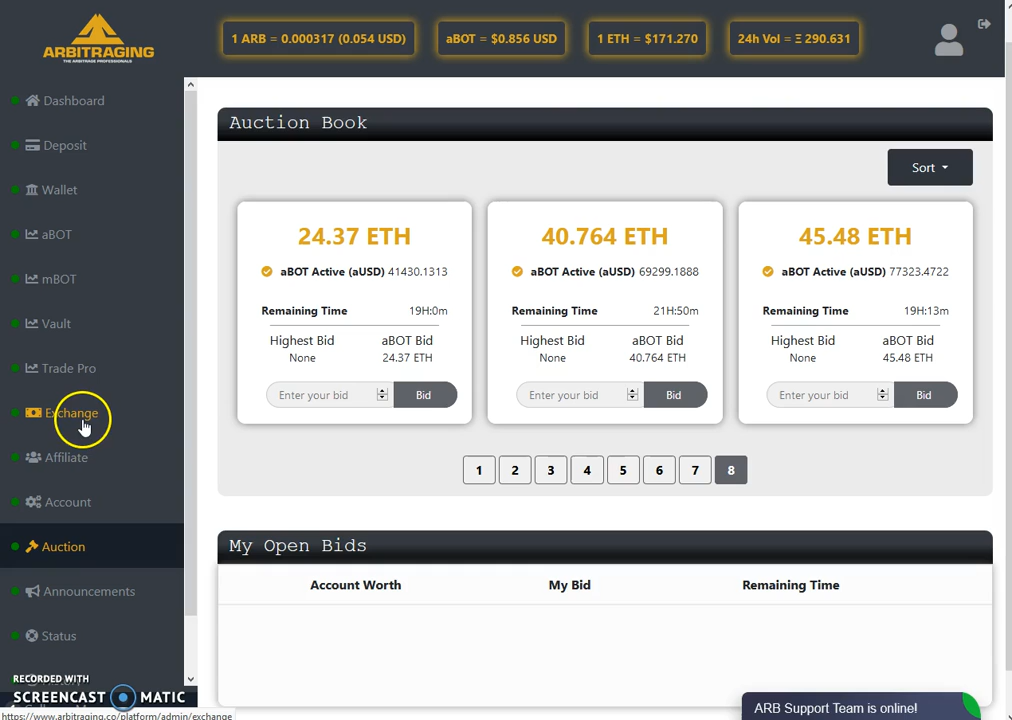 ARBITRAGING
THE ARBITRAGE PROFESSIONALS
1 ARB = 0.000317 (0.054 USD)
aBOT = $0.856 USD
1 ETH = $171.270
24h Vol = Ξ 290.631
Dashboard
Deposit
Wallet
aBOT
mBOT
Vault
Trade Pro
Exchange
Affiliate
Account
Auction
Announcements
Status
RECORDED WITH
SCREENCAST MATIC
https://www.arbitraging.co/platform/admin/exchange
Auction Book
Sort
24.37 ETH
aBOT Active (aUSD) 41430.1313
Remaining Time 19H:0m
Highest Bid aBOT Bid
None 24.37 ETH
Enter your bid Bid
40.764 ETH
aBOT Active (aUSD) 69299.1888
Remaining Time 21H:50m
Highest Bid aBOT Bid
None 40.764 ETH
Enter your bid Bid
45.48 ETH
aBOT Active (aUSD) 77323.4722
Remaining Time 19H:13m
Highest Bid aBOT Bid
None 45.48 ETH
Enter your bid Bid
1 2 3 4 5 6 7 8
My Open Bids
Account Worth My Bid Remaining Time
ARB Support Team is online!